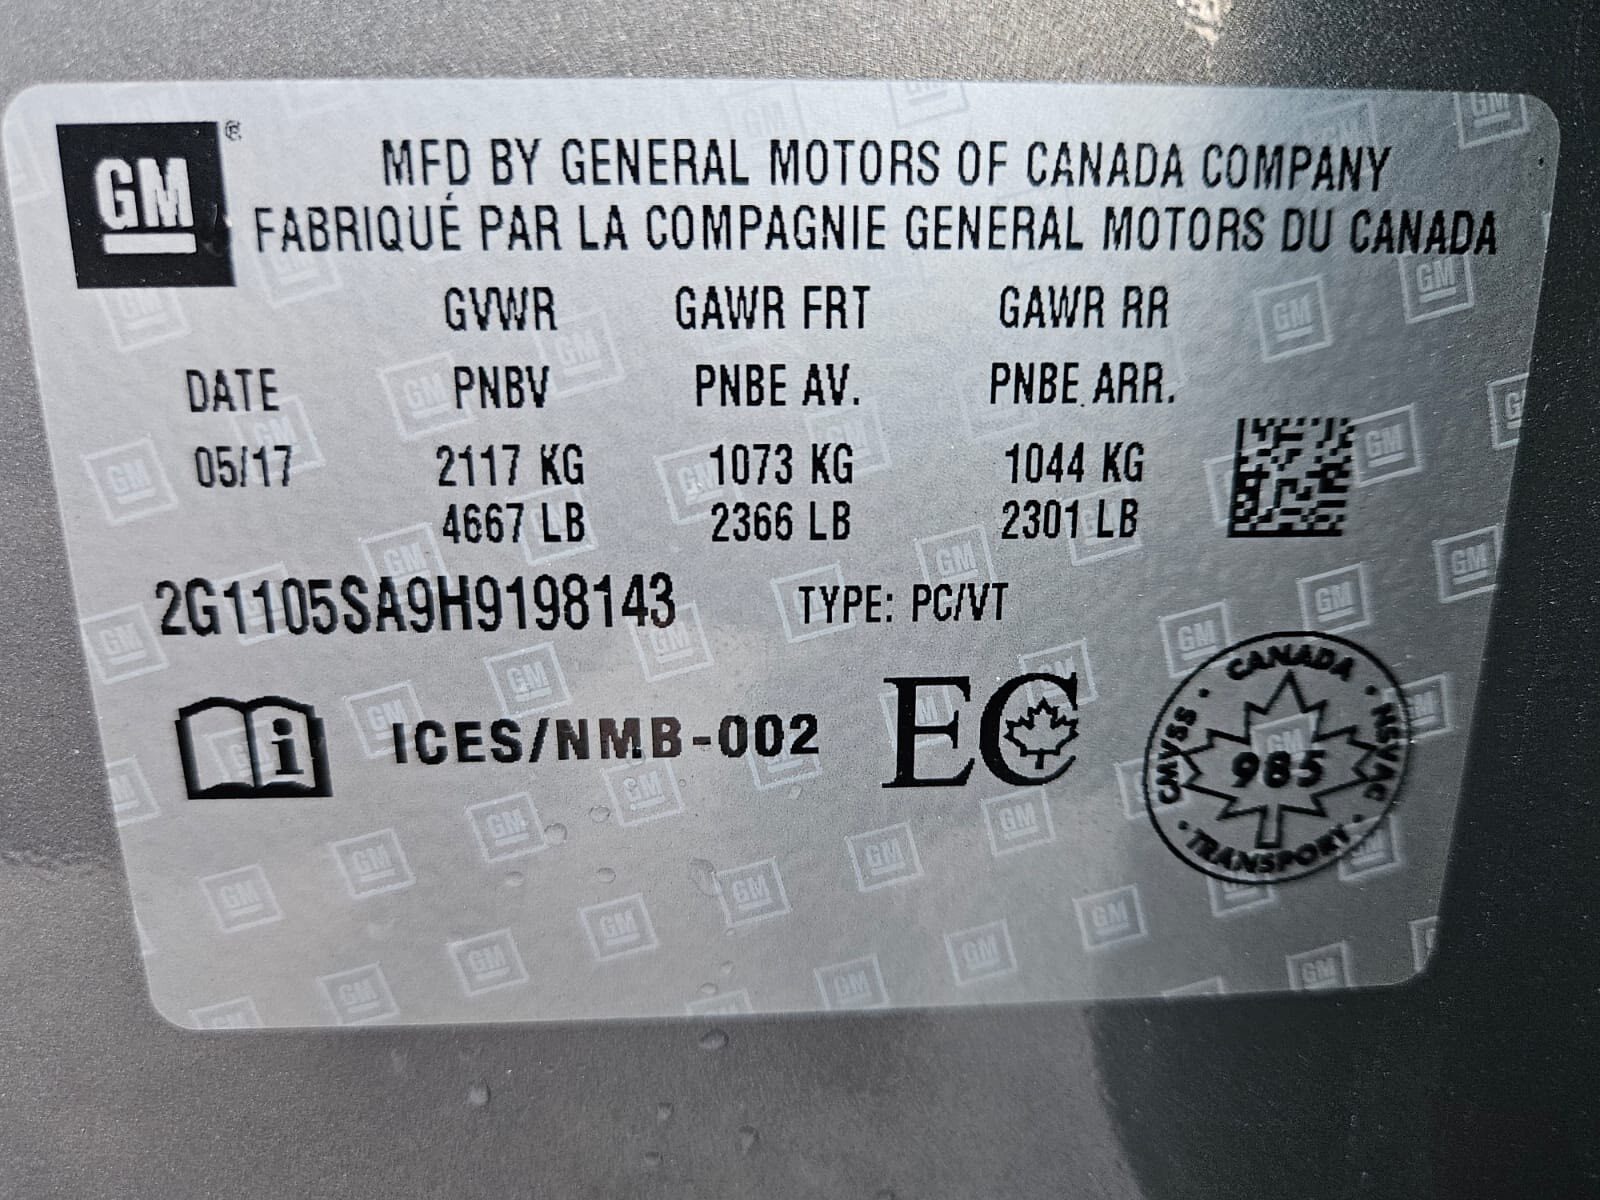 GM ®
MFD BY GENERAL MOTORS OF CANADA COMPANY
FABRIQUÉ PAR LA COMPAGNIE GENERAL MOTORS DU CANADA
GVWR GAWR FRT GAWR RR
DATE PNBV PNBE AV. PNBE ARR.
05/17 2117 KG 1073 KG 1044 KG
4667 LB 2366 LB 2301 LB
2G1105SA9H9198143 TYPE: PC/VT
i ICES/NMB-002 EC
CANADA
CMVSS · NSVAC
985
TRANSPORT